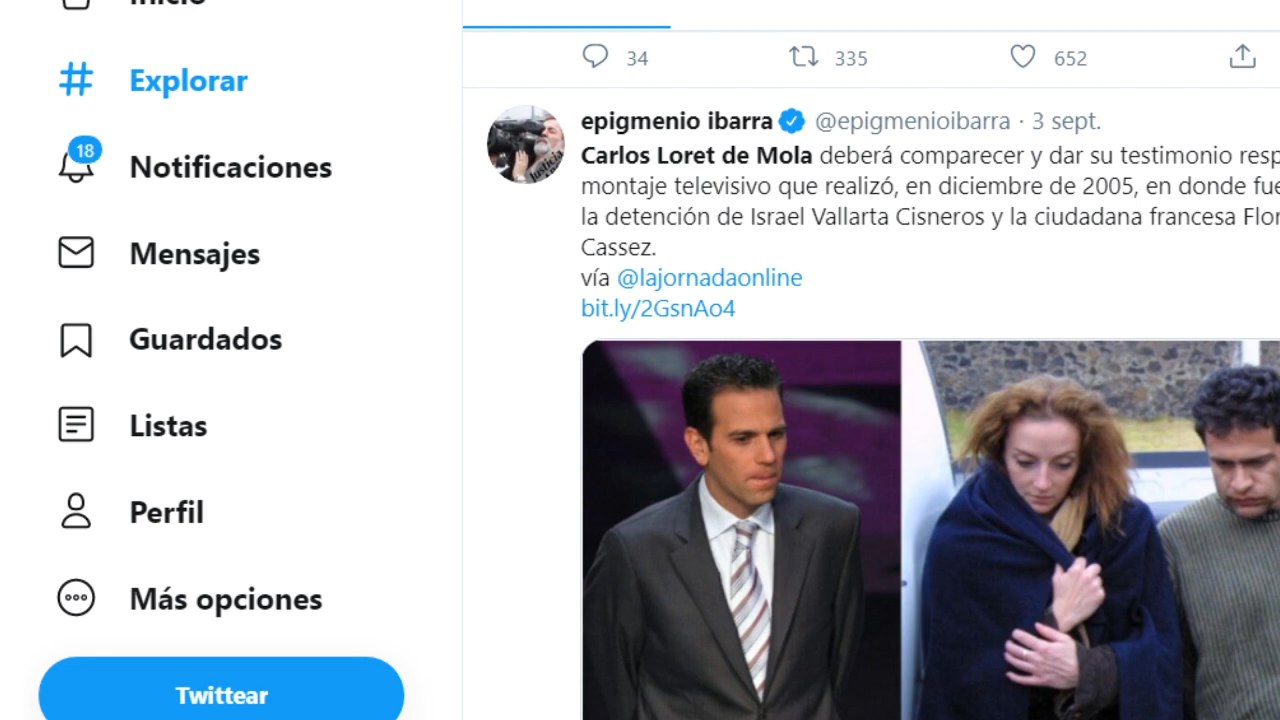 Inicio
Explorar
18
Notificaciones
Mensajes
Guardados
Listas
Perfil
Más opciones
Twittear
34 335 652
epigmenio ibarra @epigmenioibarra · 3 sept.
Carlos Loret de Mola deberá comparecer y dar su testimonio resp
montaje televisivo que realizó, en diciembre de 2005, en donde fue
la detención de Israel Vallarta Cisneros y la ciudadana francesa Flor
Cassez.
vía @lajornadaonline
bit.ly/2GsnAo4
Justicia